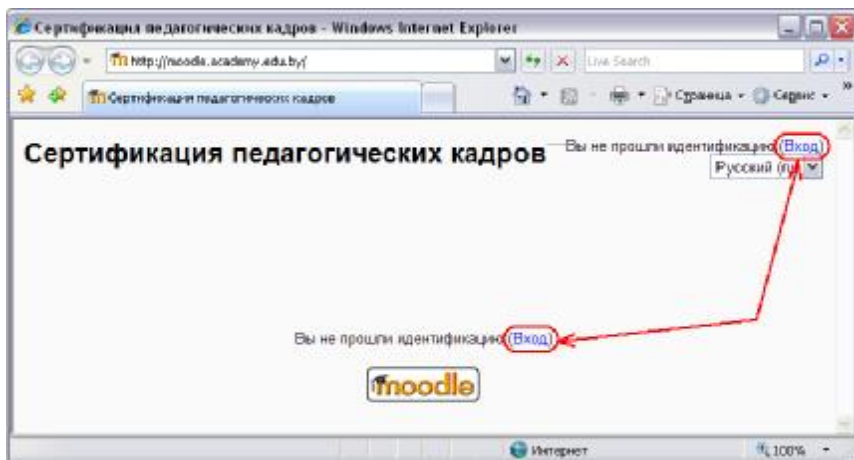 Сертификация педагогических кадров - Windows Internet Explorer
http://moodle.academy.edu.by/
Live Search
Сертификация педагогических кадров
Страница
Сервис
»
Сертификация педагогических кадров
Вы не прошли идентификацию (Вход)
Русский (ru)
Вы не прошли идентификацию (Вход)
moodle
Интернет
100%